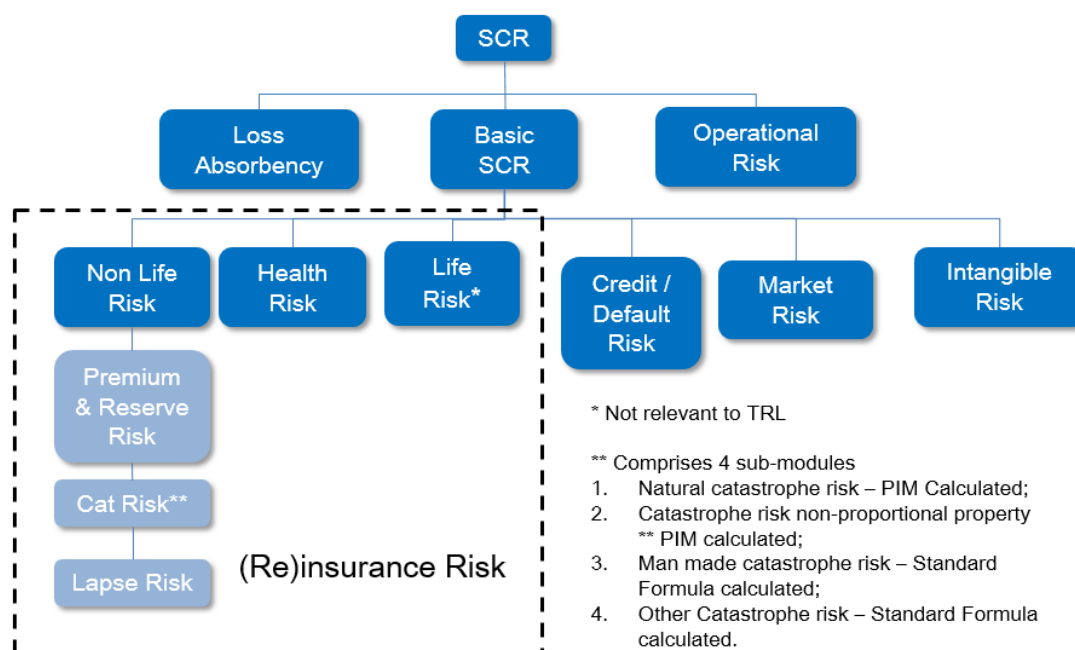 SCR
Loss
Absorbency
Basic
SCR
Operational
Risk
Non Life
Risk
Health
Risk
Life
Risk*
Credit /
Default
Risk
Market
Risk
Intangible
Risk
Premium
& Reserve
Risk
Cat Risk**
Lapse Risk
(Re)insurance Risk
* Not relevant to TRL
** Comprises 4 sub-modules
1. Natural catastrophe risk – PIM Calculated;
2. Catastrophe risk non-proportional property
** PIM calculated;
3. Man made catastrophe risk – Standard
Formula calculated;
4. Other Catastrophe risk – Standard Formula
calculated.